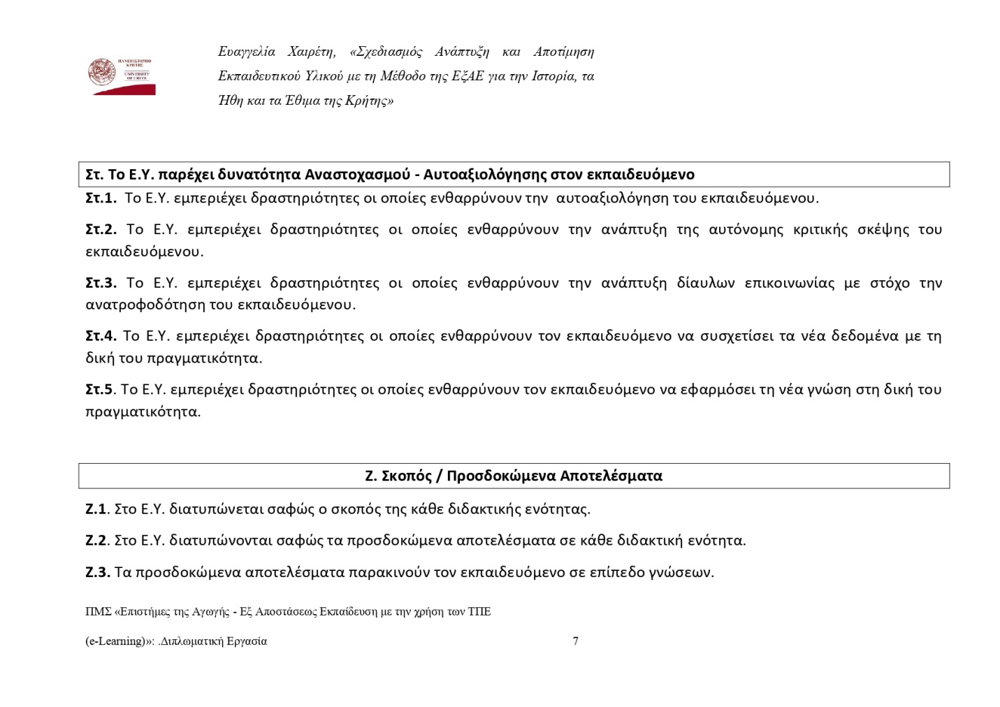 ΠΑΝΕΠΙΣΤΗΜΙΟ
ΚΡΗΤΗΣ
UNIVERSITY
OF CRETE
Ευαγγελία Χαιρέτη, «Σχεδιασμός Ανάπτυξη και Αποτίμηση
Εκπαιδευτικού Υλικού με τη Μέθοδο της ΕξΑΕ για την Ιστορία, τα
Ήθη και τα Έθιμα της Κρήτης»
Στ. Το Ε.Υ. παρέχει δυνατότητα Αναστοχασμού - Αυτοαξιολόγησης στον εκπαιδευόμενο
Στ.1. Το Ε.Υ. εμπεριέχει δραστηριότητες οι οποίες ενθαρρύνουν την αυτοαξιολόγηση του εκπαιδευόμενου.
Στ.2. Το Ε.Υ. εμπεριέχει δραστηριότητες οι οποίες ενθαρρύνουν την ανάπτυξη της αυτόνομης κριτικής σκέψης του
εκπαιδευόμενου.
Στ.3. Το Ε.Υ. εμπεριέχει δραστηριότητες οι οποίες ενθαρρύνουν την ανάπτυξη δίαυλων επικοινωνίας με στόχο την
ανατροφοδότηση του εκπαιδευόμενου.
Στ.4. Το Ε.Υ. εμπεριέχει δραστηριότητες οι οποίες ενθαρρύνουν τον εκπαιδευόμενο να συσχετίσει τα νέα δεδομένα με τη
δική του πραγματικότητα.
Στ.5. Το Ε.Υ. εμπεριέχει δραστηριότητες οι οποίες ενθαρρύνουν τον εκπαιδευόμενο να εφαρμόσει τη νέα γνώση στη δική του
πραγματικότητα.
Ζ. Σκοπός / Προσδοκώμενα Αποτελέσματα
Ζ.1. Στο Ε.Υ. διατυπώνεται σαφώς ο σκοπός της κάθε διδακτικής ενότητας.
Ζ.2. Στο Ε.Υ. διατυπώνονται σαφώς τα προσδοκώμενα αποτελέσματα σε κάθε διδακτική ενότητα.
Ζ.3. Τα προσδοκώμενα αποτελέσματα παρακινούν τον εκπαιδευόμενο σε επίπεδο γνώσεων.
ΠΜΣ «Επιστήμες της Αγωγής - Εξ Αποστάσεως Εκπαίδευση με την χρήση των ΤΠΕ
(e-Learning)»: .Διπλωματική Εργασία 7